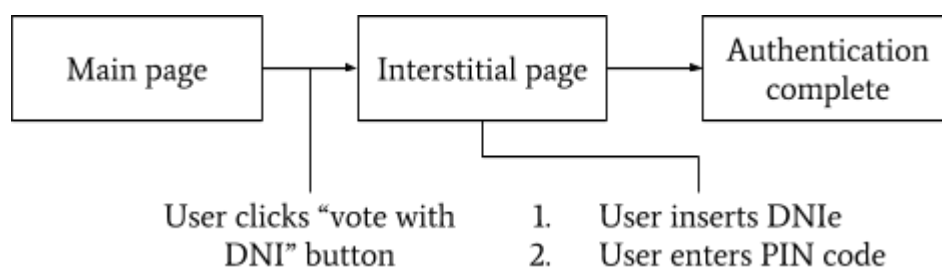 Main page
Interstitial page
Authentication
complete
User clicks “vote with
DNI” button
1. User inserts DNIe
2. User enters PIN code